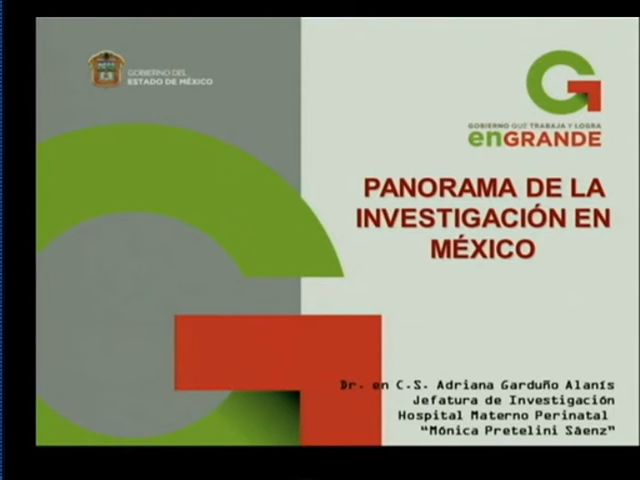 GOBIERNO DEL
ESTADO DE MÉXICO
GOBIERNO QUE TRABAJA Y LOGRA
enGRANDE
PANORAMA DE LA
INVESTIGACIÓN EN
MÉXICO
Dr. en C.S. Adriana Garduño Alanís
Jefatura de Investigación
Hospital Materno Perinatal
“Mónica Pretelini Sáenz”